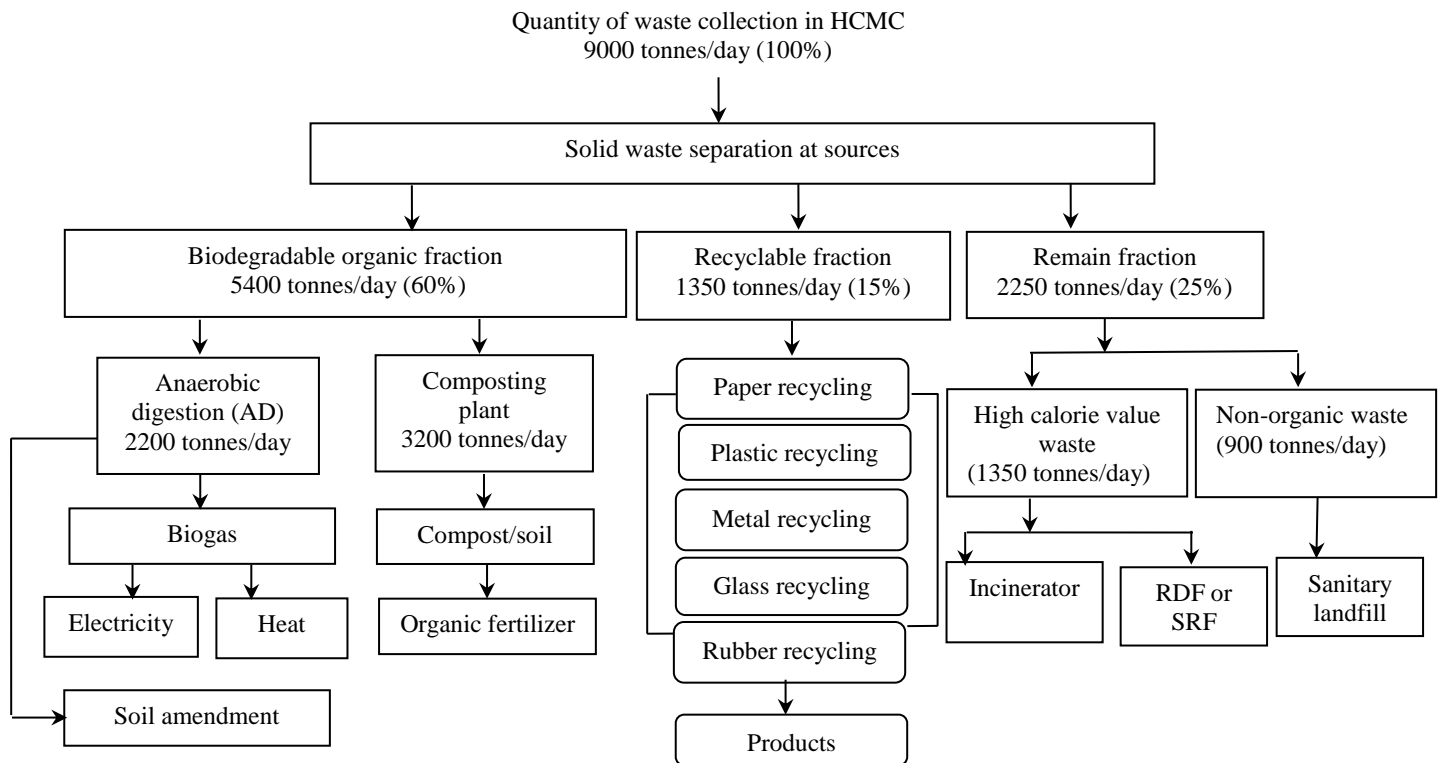 Quantity of waste collection in HCMC
9000 tonnes/day (100%)
Solid waste separation at sources
Biodegradable organic fraction
5400 tonnes/day (60%)
Recyclable fraction
1350 tonnes/day (15%)
Remain fraction
2250 tonnes/day (25%)
Anaerobic
digestion (AD)
2200 tonnes/day
Composting
plant
3200 tonnes/day
Paper recycling
High calorie value
waste
(1350 tonnes/day)
Non-organic waste
(900 tonnes/day)
Plastic recycling
Metal recycling
Biogas
Compost/soil
Glass recycling
Incinerator
RDF or
SRF
Sanitary
landfill
Electricity
Heat
Organic fertilizer
Rubber recycling
Soil amendment
Products